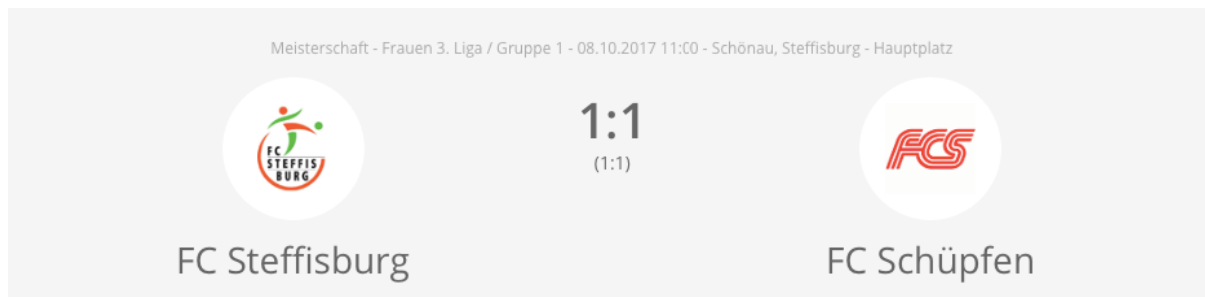 Meisterschaft - Frauen 3. Liga / Gruppe 1 - 08.10.2017 11:00 - Schönau, Steffisburg - Hauptplatz
1:1
(1:1)
FC
STEFFIS
BURG
FCS
FC Steffisburg
FC Schüpfen